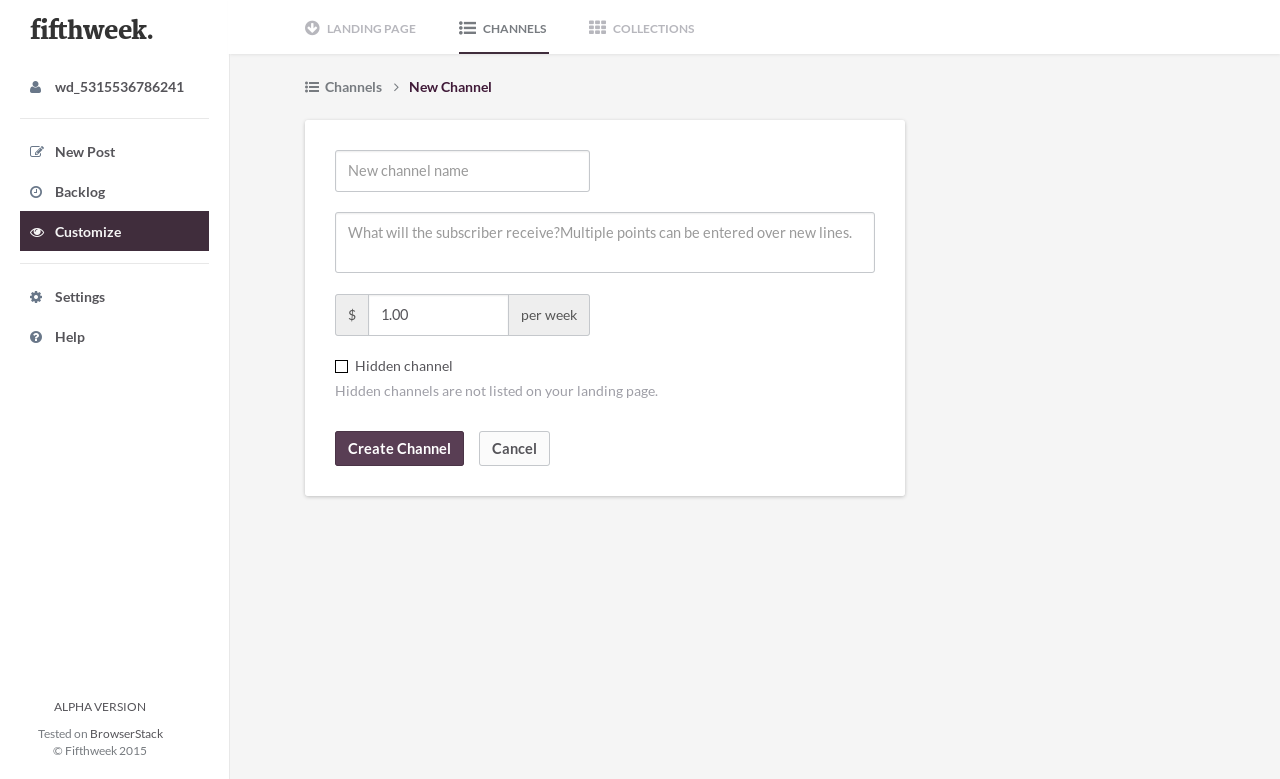 fifthweek.
LANDING PAGE
CHANNELS
COLLECTIONS
wd_5315536786241
New Post
Backlog
Customize
Settings
Help
Channels
New Channel
New channel name
What will the subscriber receive?Multiple points can be entered over new lines.
$ 1.00 per week
Hidden channel
Hidden channels are not listed on your landing page.
Create Channel
Cancel
ALPHA VERSION
Tested on BrowserStack
© Fifthweek 2015